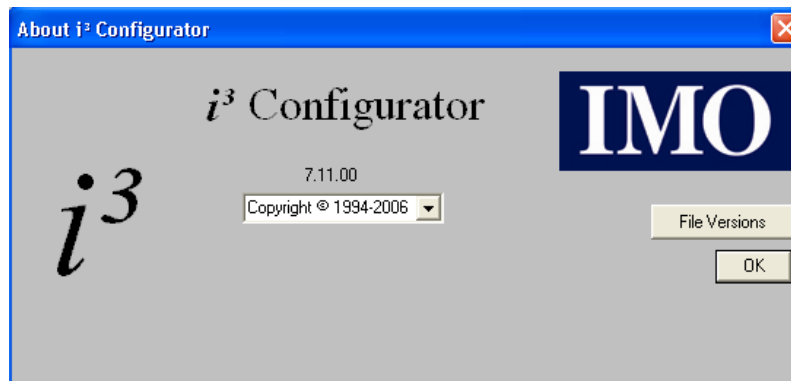 About i³ Configurator
i³ Configurator
IMO
i³
7.11.00
Copyright © 1994-2006
File Versions
OK